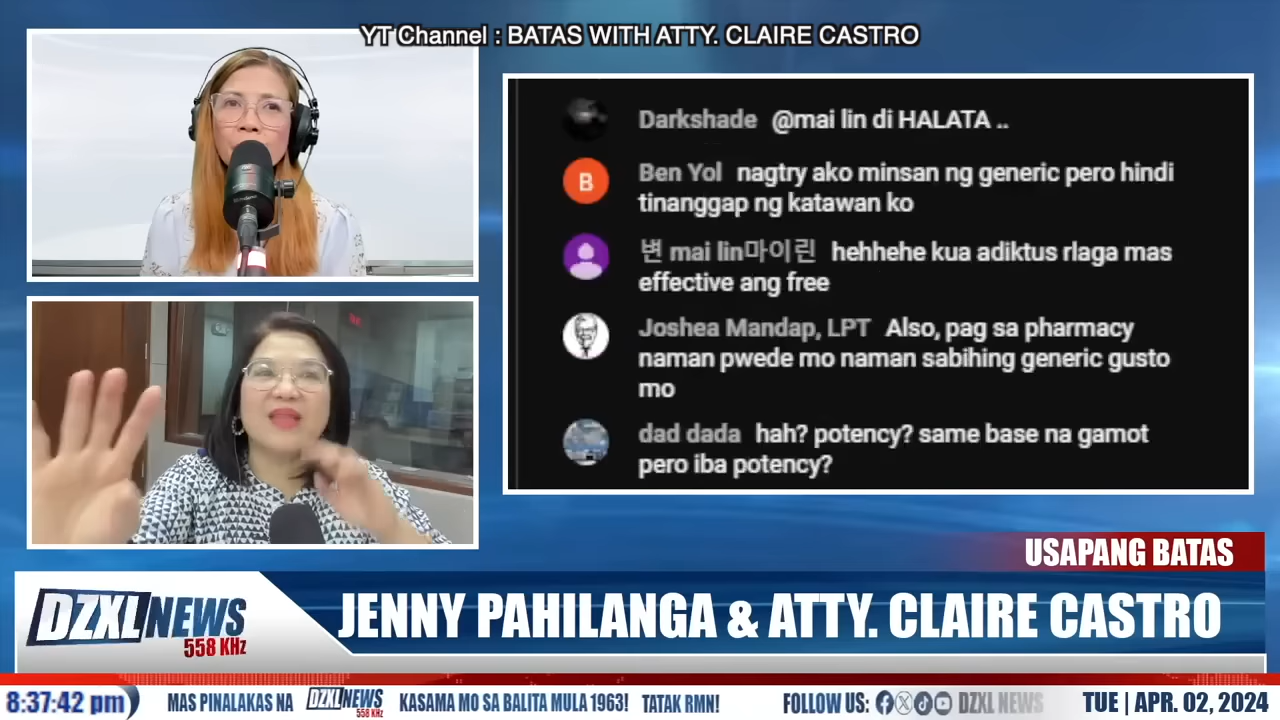 YT Channel : BATAS WITH ATTY. CLAIRE CASTRO
Darkshade @mai lin di HALATA ..
B
Ben Yol nagtry ako minsan ng generic pero hindi
tinanggap ng katawan ko
변 mai lin마이린 hehhehe kua adiktus rlaga mas
effective ang free
Joshea Mandap, LPT Also, pag sa pharmacy
naman pwede mo naman sabihing generic gusto
mo
dad dada hah? potency? same base na gamot
pero iba potency?
USAPANG BATAS
DZXL NEWS
558 KHz
JENNY PAHILANGA & ATTY. CLAIRE CASTRO
8:37:42 pm
MAS PINALAKAS NA DZXL NEWS 558 KHz KASAMA MO SA BALITA MULA 1963! TATAK RMN!
FOLLOW US: DZXL NEWS
TUE | APR. 02, 2024